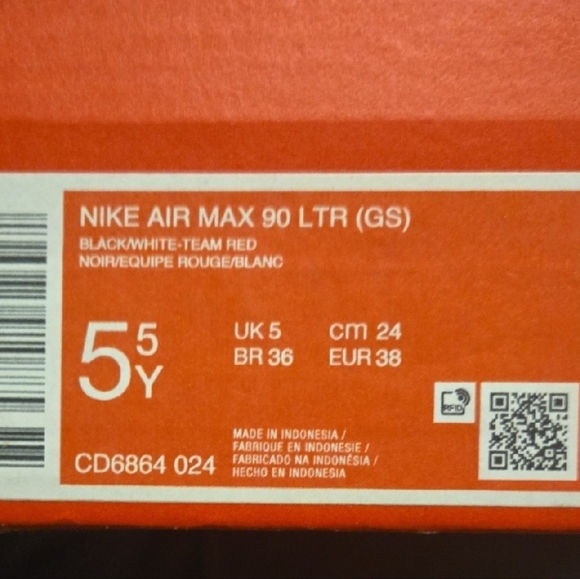 NIKE AIR MAX 90 LTR (GS)
BLACK/WHITE-TEAM RED
NOIR/EQUIPE ROUGE/BLANC
5 5 Y
UK 5 cm 24
BR 36 EUR 38
RFID
CD6864 024
MADE IN INDONESIA /
FABRIQUE EN INDONESIE /
FABRICADO NA INDONÉSIA /
HECHO EN INDONESIA